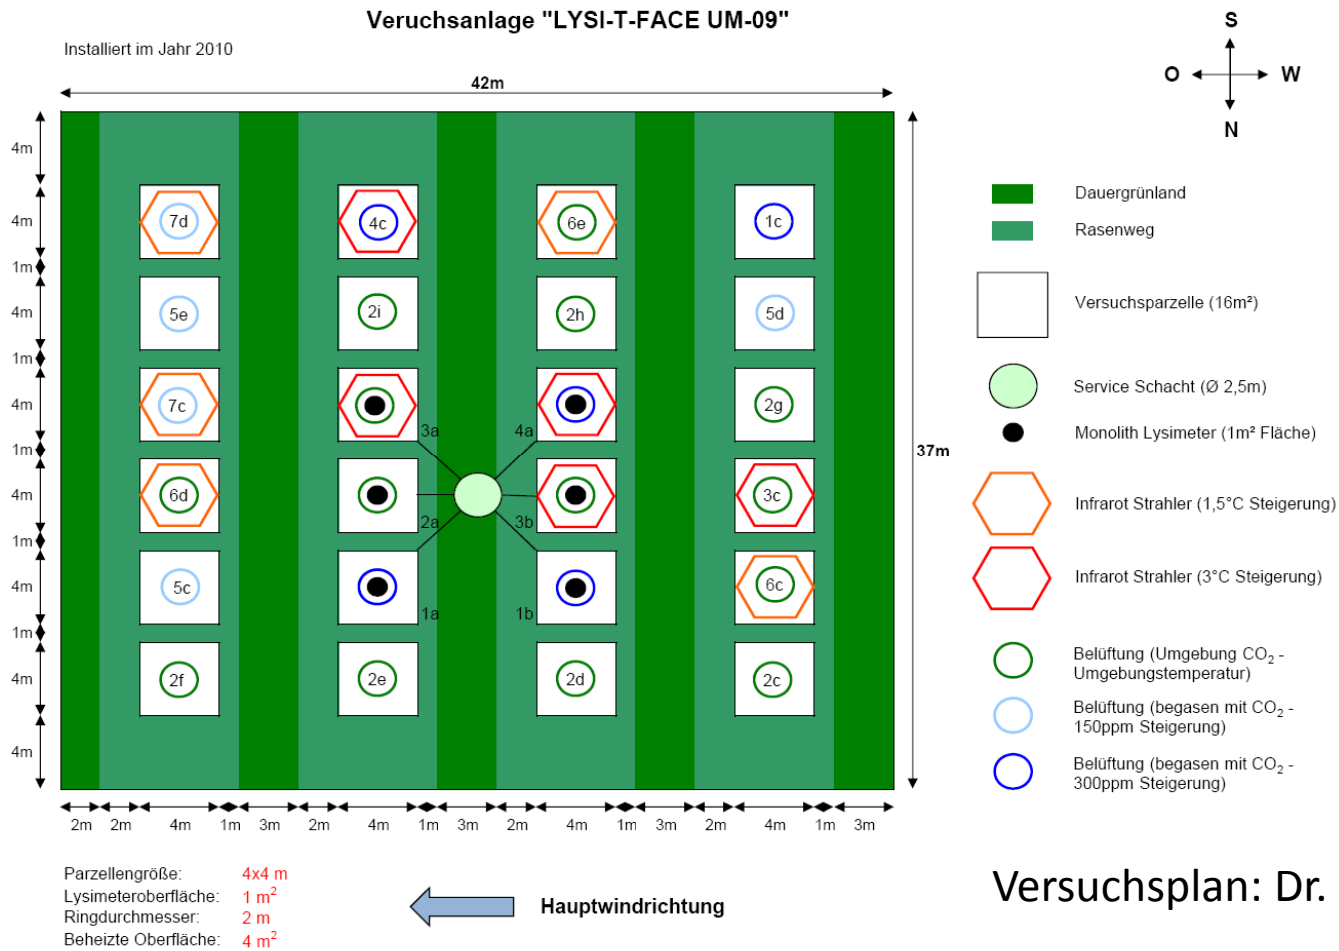 Veruchsanlage "LYSI-T-FACE UM-09"
Installiert im Jahr 2010
42m
S
O W
N
4m
4m
1m
4m
1m
4m
1m
4m
1m
4m
1m
4m
4m
37m
7d 4c 6e 1c
5e 2i 2h 5d
7c 2g
3a 4a
6d 3c
2a 3b
5c 6c
1a 1b
2f 2e 2d 2c
2m 2m 4m 1m 3m 2m 4m 1m 3m 2m 4m 1m 3m 2m 4m 1m 3m
Dauergrünland
Rasenweg
Versuchsparzelle (16m²)
Service Schacht (Ø 2,5m)
Monolith Lysimeter (1m² Fläche)
Infrarot Strahler (1,5°C Steigerung)
Infrarot Strahler (3°C Steigerung)
Belüftung (Umgebung CO₂ -
Umgebungstemperatur)
Belüftung (begasen mit CO₂ -
150ppm Steigerung)
Belüftung (begasen mit CO₂ -
300ppm Steigerung)
Parzellengröße: 4x4 m
Lysimeteroberfläche: 1 m²
Ringdurchmesser: 2 m
Beheizte Oberfläche: 4 m²
Hauptwindrichtung
Versuchsplan: Dr.